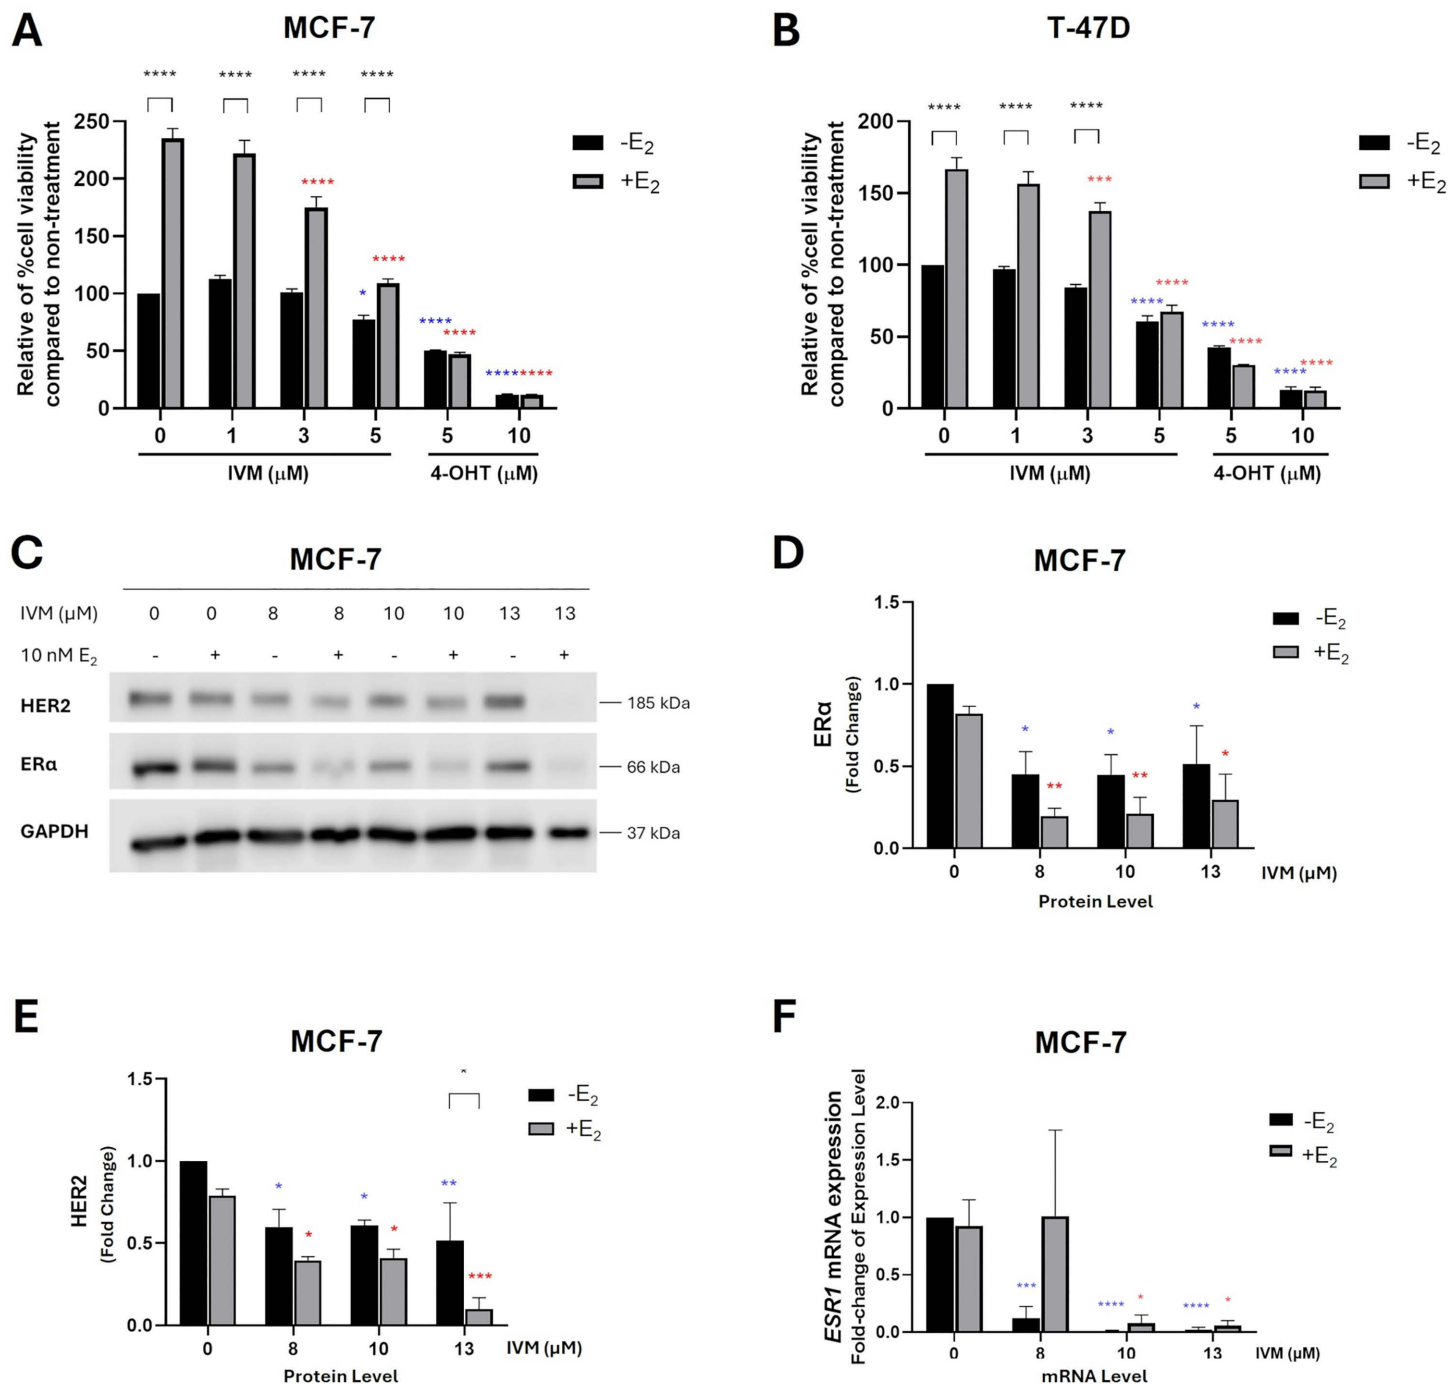 A
MCF-7
**** **** **** ****
Relative of %cell viability
compared to non-treatment
250
200
150
100
50
0
****
****
*
**** ****
**** ****
-E2
+E2
0 1 3 5 5 10
IVM (µM) 4-OHT (µM)
B
T-47D
**** **** ****
Relative of %cell viability
compared to non-treatment
200
150
100
50
0
***
**** ****
**** ****
**** ****
-E2
+E2
0 1 3 5 5 10
IVM (µM) 4-OHT (µM)
C
MCF-7
IVM (µM) 0 0 8 8 10 10 13 13
10 nM E2 - + - + - + - +
HER2 185 kDa
ERα 66 kDa
GAPDH 37 kDa
D
MCF-7
ERα
(Fold Change)
1.5
1.0
0.5
0.0
* ** * ** * *
-E2
+E2
0 8 10 13 IVM (µM)
Protein Level
E
MCF-7
HER2
(Fold Change)
1.5
1.0
0.5
0.0
*
* * * * ** ***
-E2
+E2
0 8 10 13 IVM (µM)
Protein Level
F
MCF-7
ESR1 mRNA expression
Fold-change of Expression Level
2.0
1.5
1.0
0.5
0.0
*** **** * **** *
-E2
+E2
0 8 10 13 IVM (µM)
mRNA Level